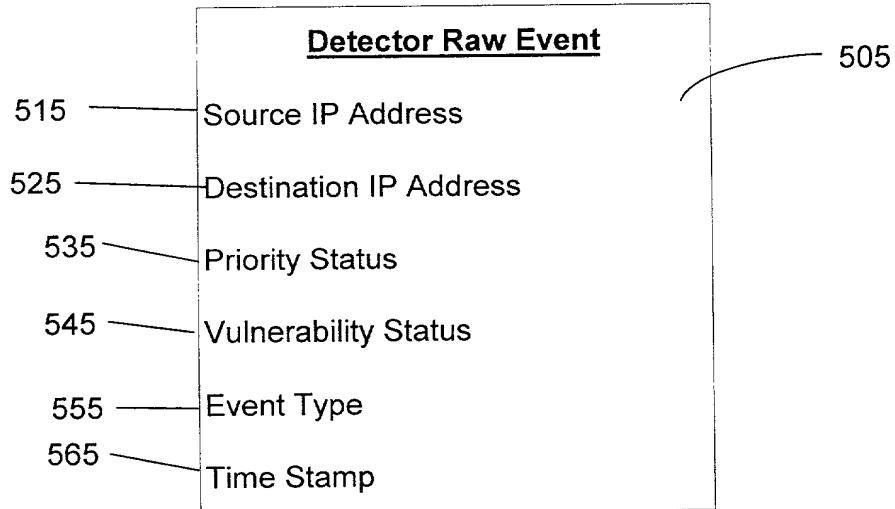 Detector Raw Event
505
515 Source IP Address
525 Destination IP Address
535 Priority Status
545 Vulnerability Status
555 Event Type
565 Time Stamp